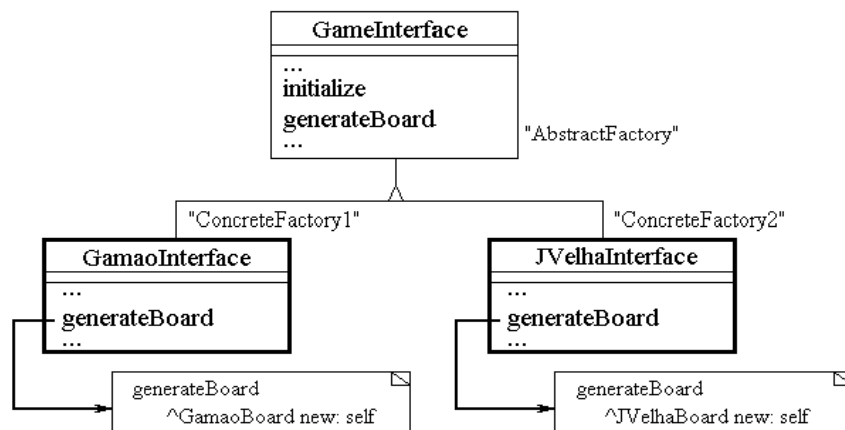 GameInterface
...
initialize
generateBoard
...
"AbstractFactory"
"ConcreteFactory1"
"ConcreteFactory2"
GamaoInterface
...
generateBoard
...
JVelhaInterface
...
generateBoard
...
generateBoard
^GamaoBoard new: self
generateBoard
^JVelhaBoard new: self